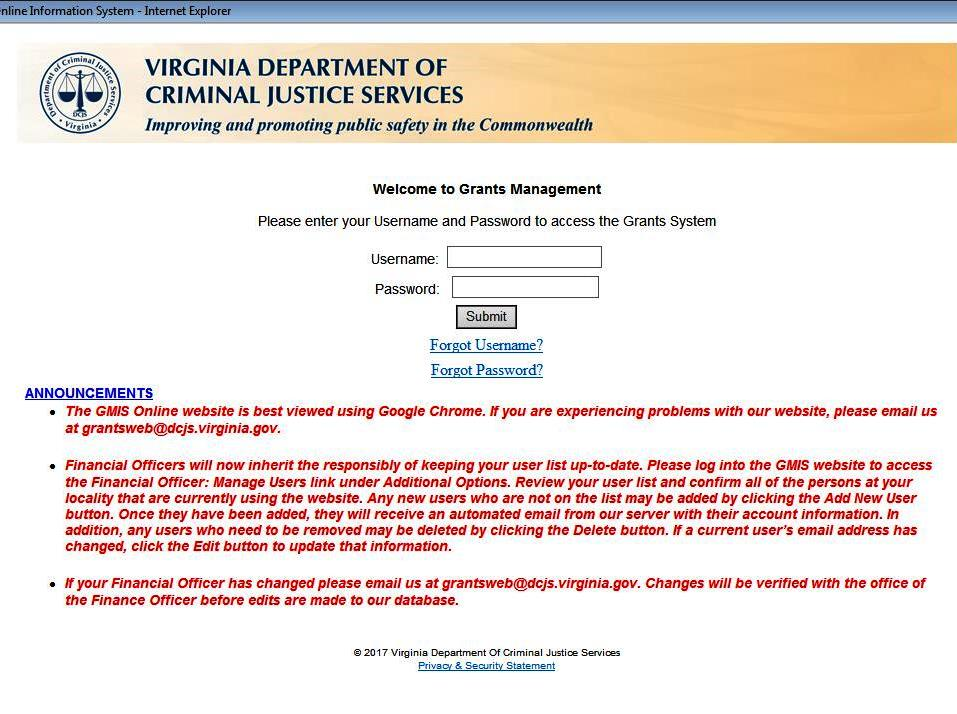 nline Information System - Internet Explorer
Department of Criminal Justice Services
DCJS
Virginia
VIRGINIA DEPARTMENT OF
CRIMINAL JUSTICE SERVICES
Improving and promoting public safety in the Commonwealth
Welcome to Grants Management
Please enter your Username and Password to access the Grants System
Username:
Password:
Submit
Forgot Username?
Forgot Password?
ANNOUNCEMENTS
• The GMIS Online website is best viewed using Google Chrome. If you are experiencing problems with our website, please email us
at grantsweb@dcjs.virginia.gov.
• Financial Officers will now inherit the responsibly of keeping your user list up-to-date. Please log into the GMIS website to access
the Financial Officer: Manage Users link under Additional Options. Review your user list and confirm all of the persons at your
locality that are currently using the website. Any new users who are not on the list may be added by clicking the Add New User
button. Once they have been added, they will receive an automated email from our server with their account information. In
addition, any users who need to be removed may be deleted by clicking the Delete button. If a current user's email address has
changed, click the Edit button to update that information.
• If your Financial Officer has changed please email us at grantsweb@dcjs.virginia.gov. Changes will be verified with the office of
the Finance Officer before edits are made to our database.
© 2017 Virginia Department Of Criminal Justice Services
Privacy & Security Statement